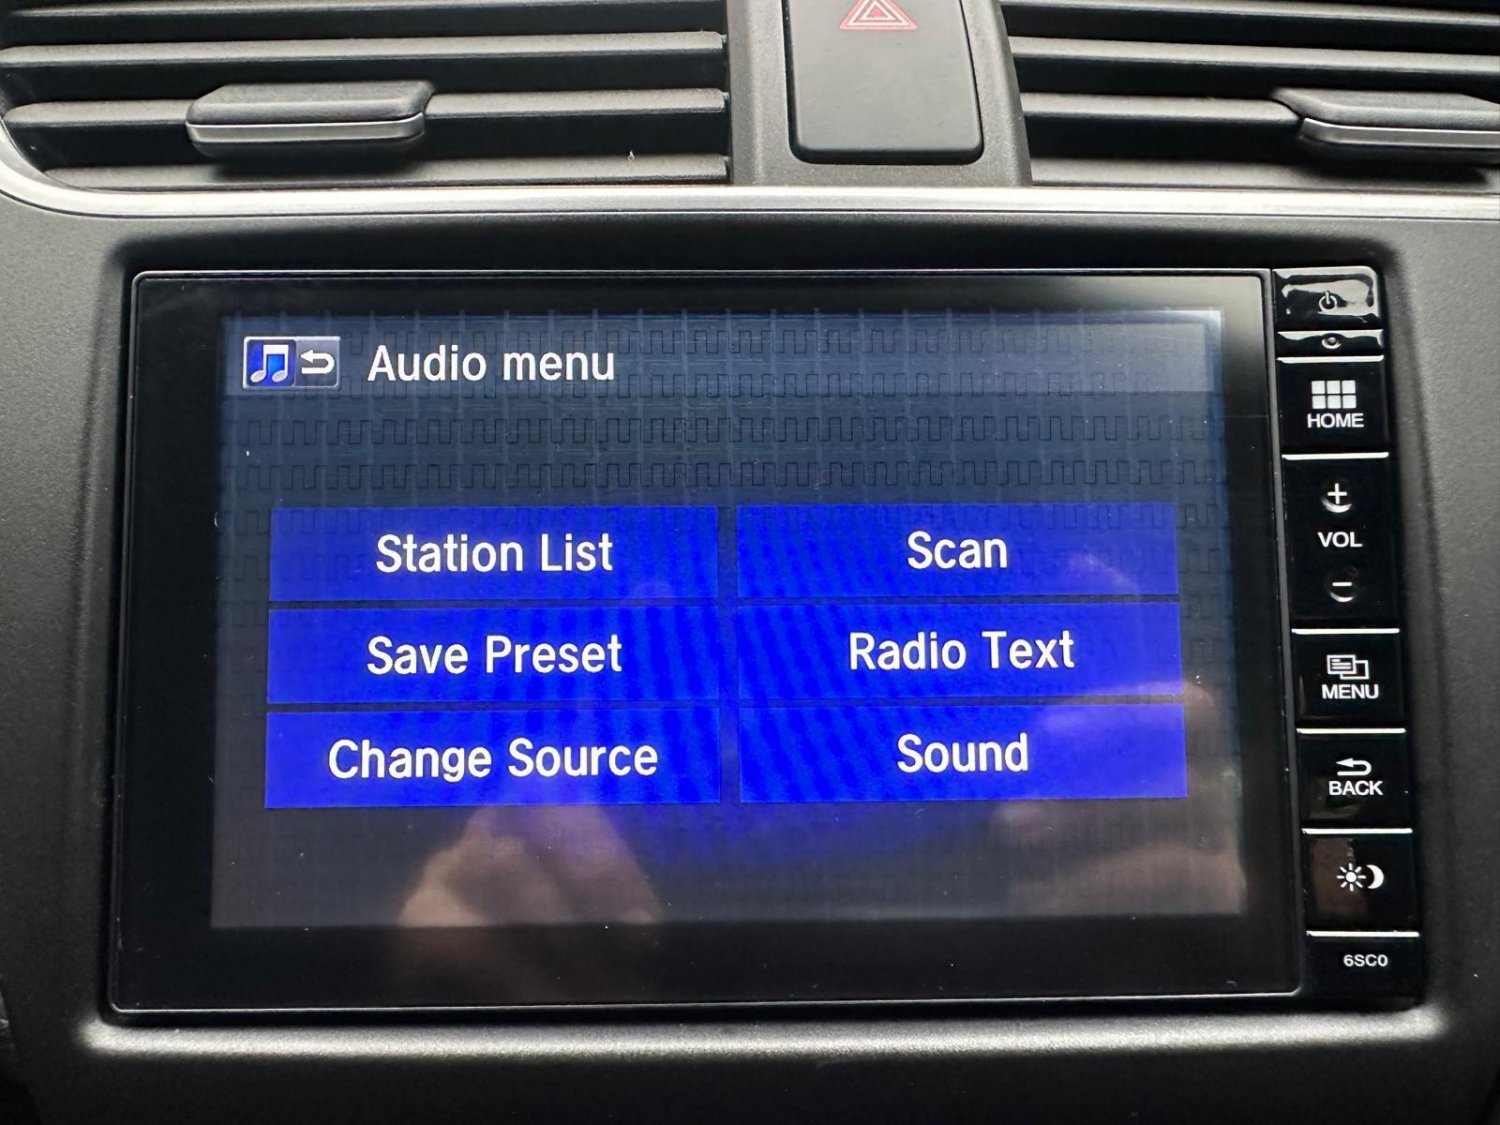 Audio menu
Station List
Scan
Save Preset
Radio Text
Change Source
Sound
HOME
+
VOL
-
MENU
BACK
6SC0